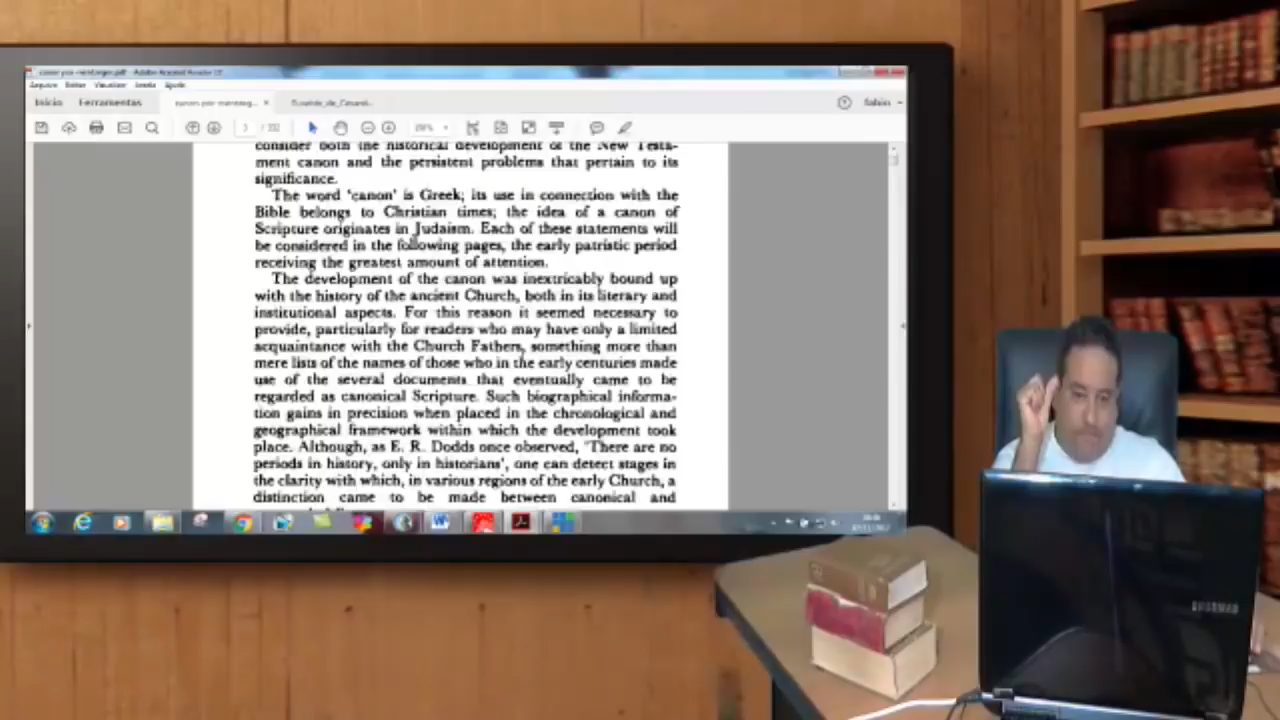 Início Ferramentas fabio
consider both the historical development of the New Testa-
ment canon and the persistent problems that pertain to its
significance.
The word 'canon' is Greek; its use in connection with the
Bible belongs to Christian times; the idea of a canon of
Scripture originates in Judaism. Each of these statements will
be considered in the following pages, the early patristic period
receiving the greatest amount of attention.
The development of the canon was inextricably bound up
with the history of the ancient Church, both in its literary and
institutional aspects. For this reason it seemed necessary to
provide, particularly for readers who may have only a limited
acquaintance with the Church Fathers, something more than
mere lists of the names of those who in the early centuries made
use of the several documents that eventually came to be
regarded as canonical Scripture. Such biographical informa-
tion gains in precision when placed in the chronological and
geographical framework within which the development took
place. Although, as E. R. Dodds once observed, 'There are no
periods in history, only in historians', one can detect stages in
the clarity with which, in various regions of the early Church, a
distinction came to be made between canonical and